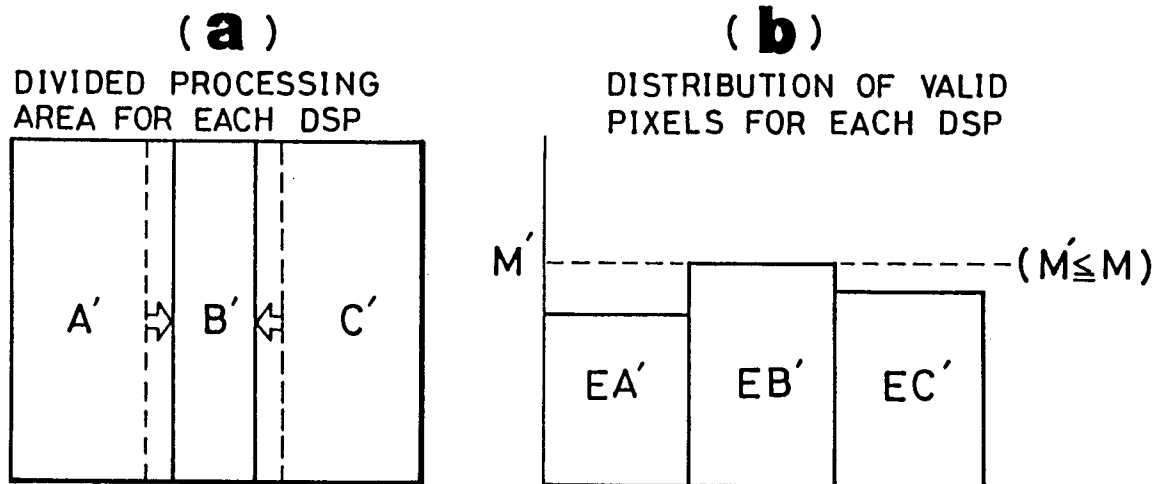 (a)
DIVIDED PROCESSING
AREA FOR EACH DSP
A′
B′
C′
(b)
DISTRIBUTION OF VALID
PIXELS FOR EACH DSP
M′
(M′≦M)
EA′
EB′
EC′